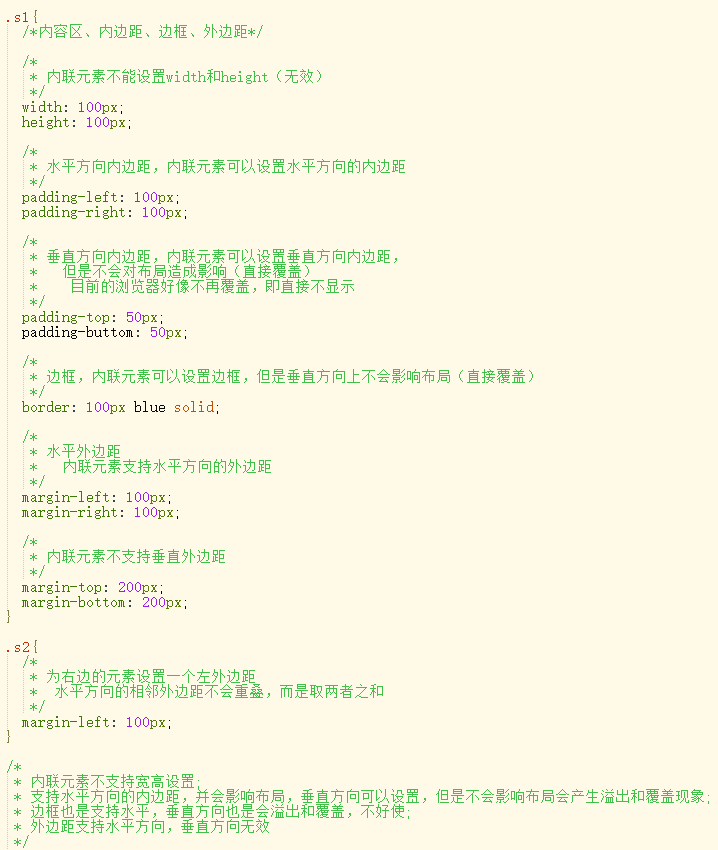 .s1{
/*内容区、内边距、边框、外边距*/
/*
* 内联元素不能设置width和height（无效）
*/
width: 100px;
height: 100px;
/*
* 水平方向内边距，内联元素可以设置水平方向的内边距
*/
padding-left: 100px;
padding-right: 100px;
/*
* 垂直方向内边距，内联元素可以设置垂直方向内边距，
* 但是不会对布局造成影响（直接覆盖）
* 目前的浏览器好像不再覆盖，即直接不显示
*/
padding-top: 50px;
padding-buttom: 50px;
/*
* 边框，内联元素可以设置边框，但是垂直方向上不会影响布局（直接覆盖）
*/
border: 100px blue solid;
/*
* 水平外边距
* 内联元素支持水平方向的外边距
*/
margin-left: 100px;
margin-right: 100px;
/*
* 内联元素不支持垂直外边距
*/
margin-top: 200px;
margin-bottom: 200px;
}
.s2{
/*
* 为右边的元素设置一个左外边距
* 水平方向的相邻外边距不会重叠，而是取两者之和
*/
margin-left: 100px;
}
/*
* 内联元素不支持宽高设置;
* 支持水平方向的内边距，并会影响布局，垂直方向可以设置，但是不会影响布局会产生溢出和覆盖现象;
* 边框也是支持水平，垂直方向也是会溢出和覆盖，不好使;
* 外边距支持水平方向，垂直方向无效
*/